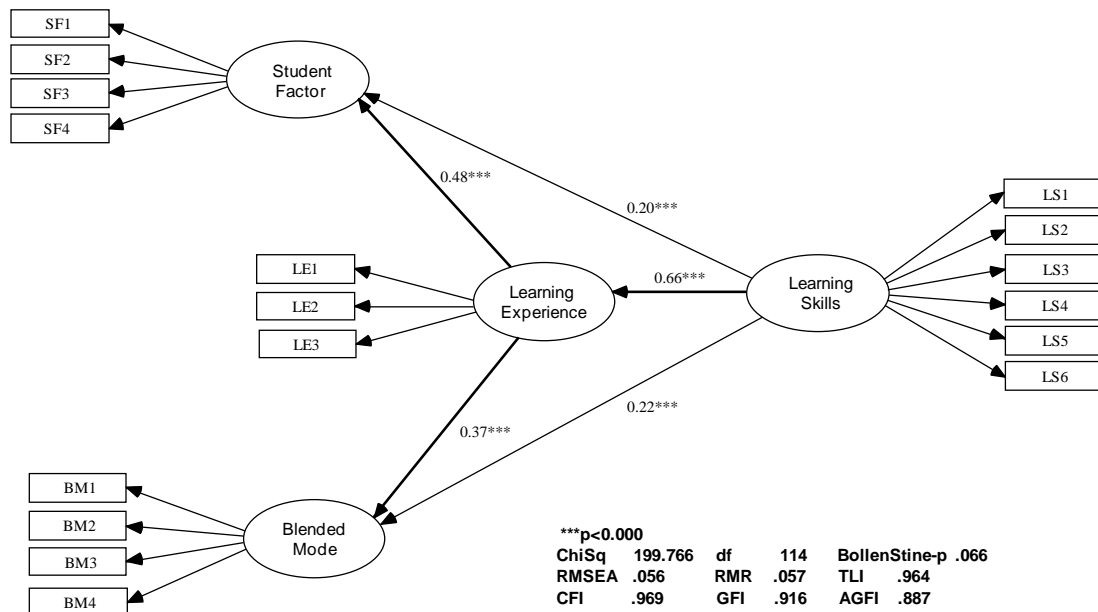 SF1
SF2
SF3
SF4
Student
Factor
0.48***
0.20***
LE1
LE2
LE3
Learning
Experience
0.66***
Learning
Skills
LS1
LS2
LS3
LS4
LS5
LS6
0.37***
0.22***
BM1
BM2
BM3
BM4
Blended
Mode
***p<0.000
ChiSq 199.766 df 114 BollenStine-p .066
RMSEA .056 RMR .057 TLI .964
CFI .969 GFI .916 AGFI .887